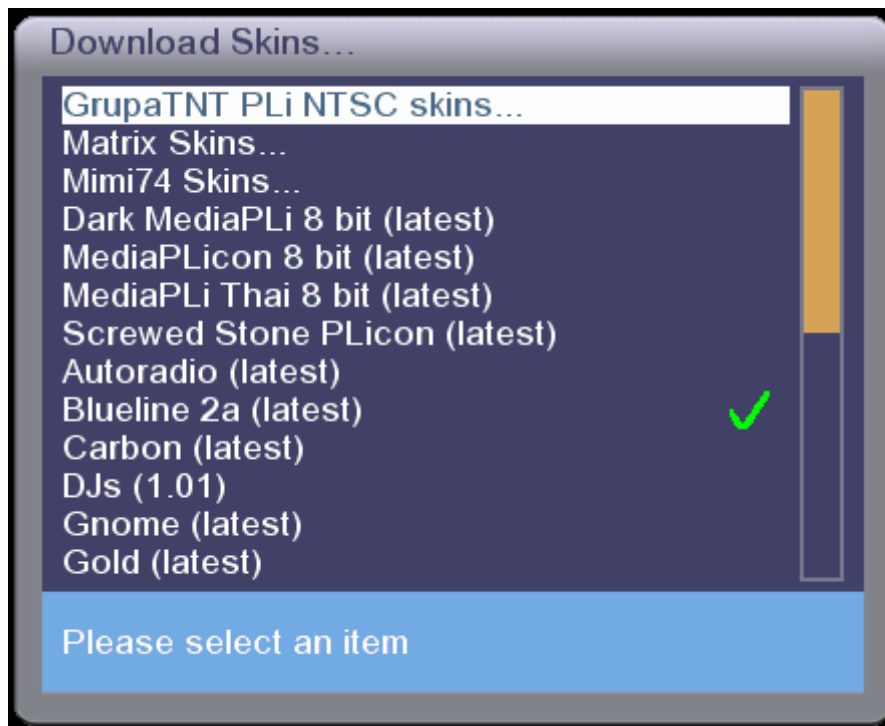 Download Skins...
GrupaTNT PLi NTSC skins...
Matrix Skins...
Mimi74 Skins...
Dark MediaPLi 8 bit (latest)
MediaPLicon 8 bit (latest)
MediaPLi Thai 8 bit (latest)
Screwed Stone PLicon (latest)
Autoradio (latest)
Blueline 2a (latest)
Carbon (latest)
DJs (1.01)
Gnome (latest)
Gold (latest)
Please select an item